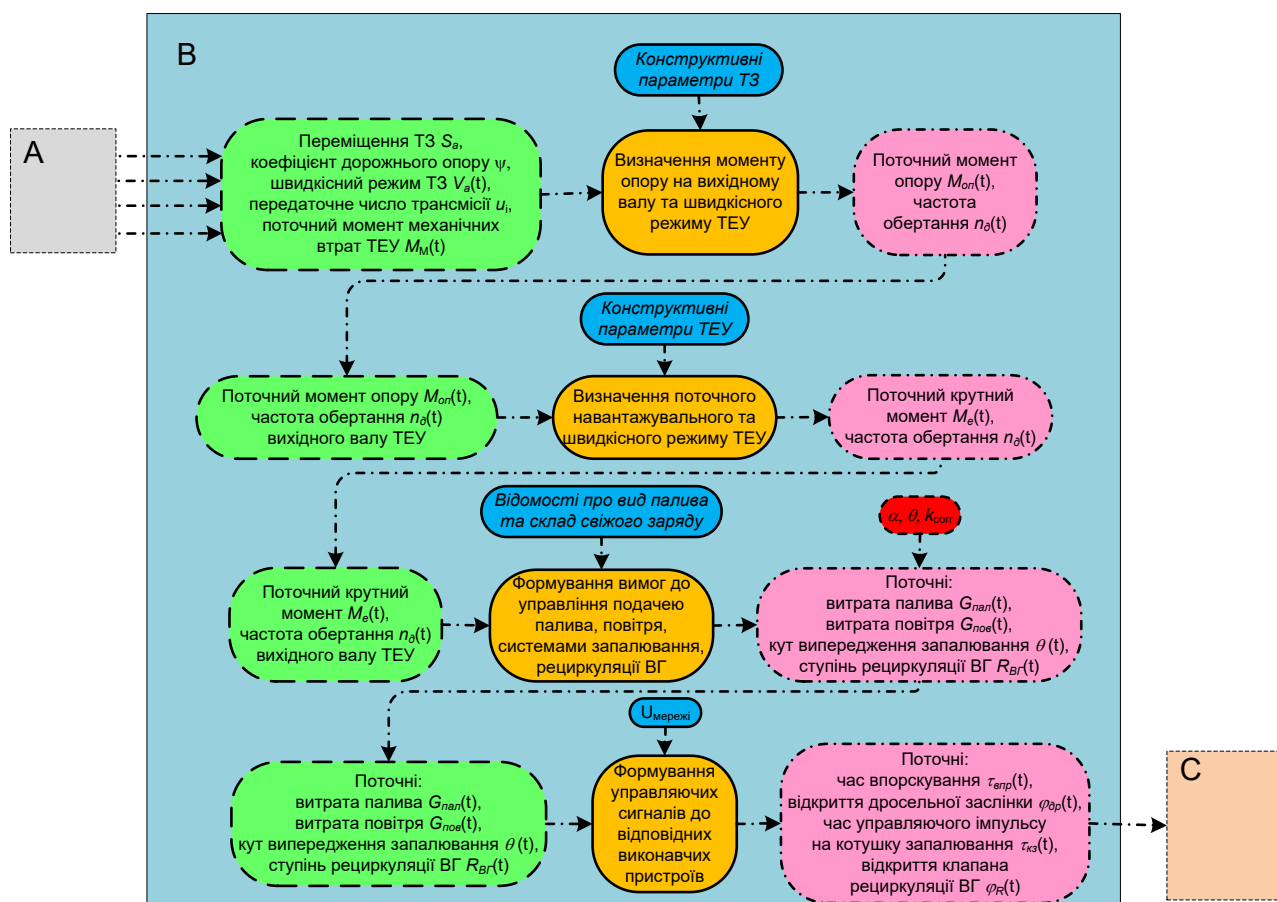 B
Конструктивні
параметри ТЗ
A
Переміщення ТЗ Sa,
коефіцієнт дорожнього опору ψ,
швидкісний режим ТЗ Va(t),
передаточне число трансмісії ui,
поточний момент механічних
втрат ТЕУ MM(t)
Визначення моменту
опору на вихідному
валу та швидкісного
режиму ТЕУ
Поточний момент
опору Mоп(t),
частота
обертання nд(t)
Конструктивні
параметри ТЕУ
Поточний момент опору Mоп(t),
частота обертання nд(t)
вихідного валу ТЕУ
Визначення поточного
навантажувального та
швидкісного режиму ТЕУ
Поточний крутний
момент Me(t),
частота обертання nд(t)
Відомості про вид палива
та склад свіжого заряду
α, θ, kcorr
Поточний крутний
момент Me(t),
частота обертання nд(t)
вихідного валу ТЕУ
Формування вимог до
управління подачею
палива, повітря,
системами запалювання,
рециркуляції ВГ
Поточні:
витрата палива Gпал(t),
витрата повітря Gпов(t),
кут випередження запалювання θ (t),
ступінь рециркуляції ВГ RВГ(t)
Uмережі
Поточні:
витрата палива Gпал(t),
витрата повітря Gпов(t),
кут випередження запалювання θ (t),
ступінь рециркуляції ВГ RВГ(t)
Формування
управляючих
сигналів до
відповідних
виконавчих
пристроїв
Поточні:
час впорскування τвпр(t),
відкриття дросельної заслінки φдр(t),
час управляючого імпульсу
на котушку запалювання τкз(t),
відкриття клапана
рециркуляції ВГ φR(t)
C